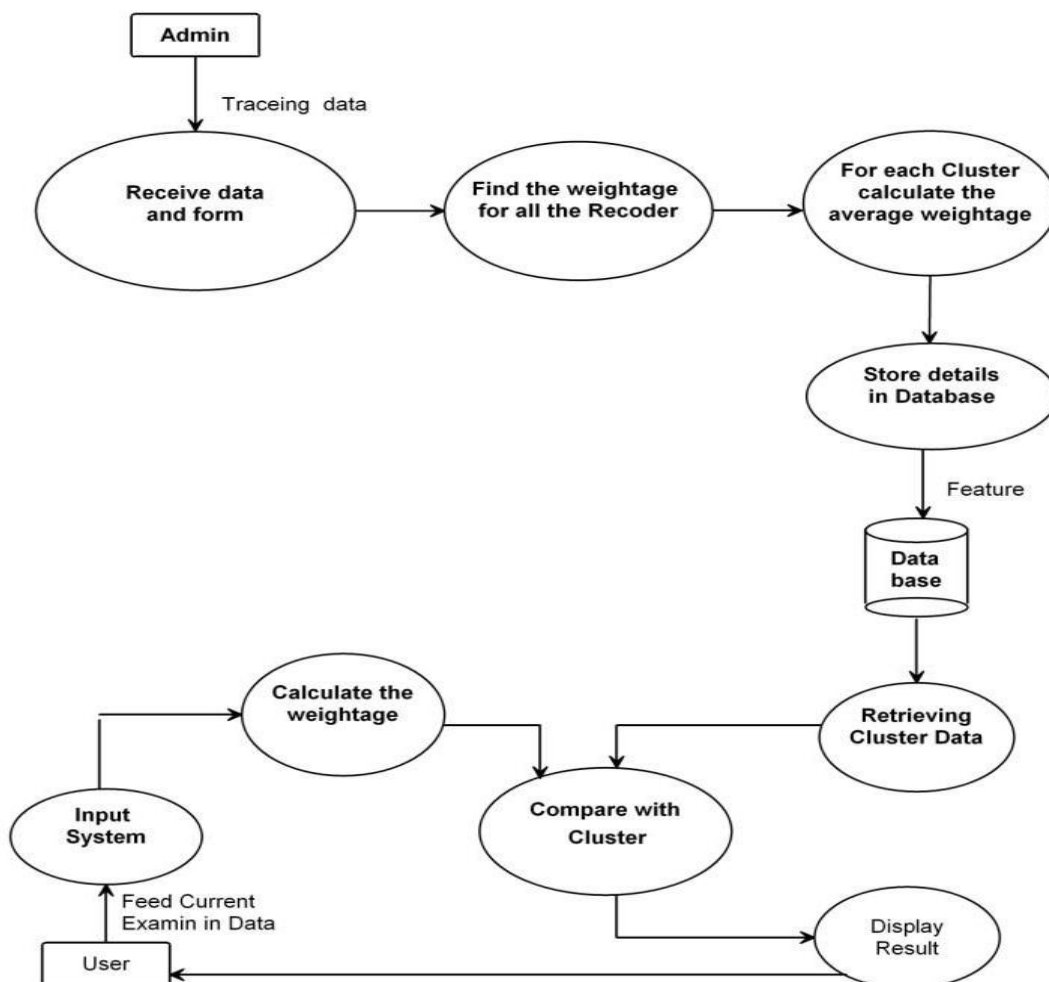 Admin
Traceing data
Receive data
and form
Find the weightage
for all the Recoder
For each Cluster
calculate the
average weightage
Store details
in Database
Feature
Data
base
Retrieving
Cluster Data
Calculate the
weightage
Compare with
Cluster
Input
System
Feed Current
Examin in Data
User
Display
Result